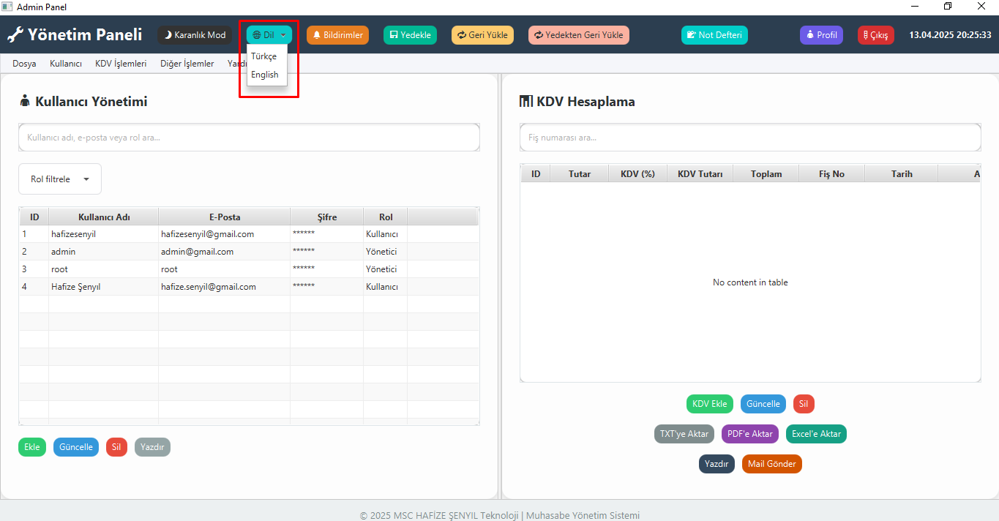 Admin Panel
Yönetim Paneli
Karanlık Mod
Dil
Bildirimler
Yedekle
Geri Yükle
Yedekten Geri Yükle
Not Defteri
Profil
Çıkış
13.04.2025 20:25:33
Türkçe
English
Dosya Kullanıcı KDV İşlemleri Diğer İşlemler
Kullanıcı Yönetimi
Kullanıcı adı, e-posta veya rol ara...
Rol filtrele
ID Kullanıcı Adı E-Posta Şifre Rol
1 hafizesenyil hafizesenyil@gmail.com ****** Kullanıcı
2 admin admin@gmail.com ****** Yönetici
3 root root ****** Yönetici
4 Hafize Şenyıl hafize.senyil@gmail.com ****** Kullanıcı
Ekle Güncelle Sil Yazdır
KDV Hesaplama
Fiş numarası ara...
ID Tutar KDV (%) KDV Tutarı Toplam Fiş No Tarih A
No content in table
KDV Ekle Güncelle Sil
TXT'ye Aktar PDF'e Aktar Excel'e Aktar
Yazdır Mail Gönder
© 2025 MSC HAFİZE ŞENYIL Teknoloji | Muhasabe Yönetim Sistemi